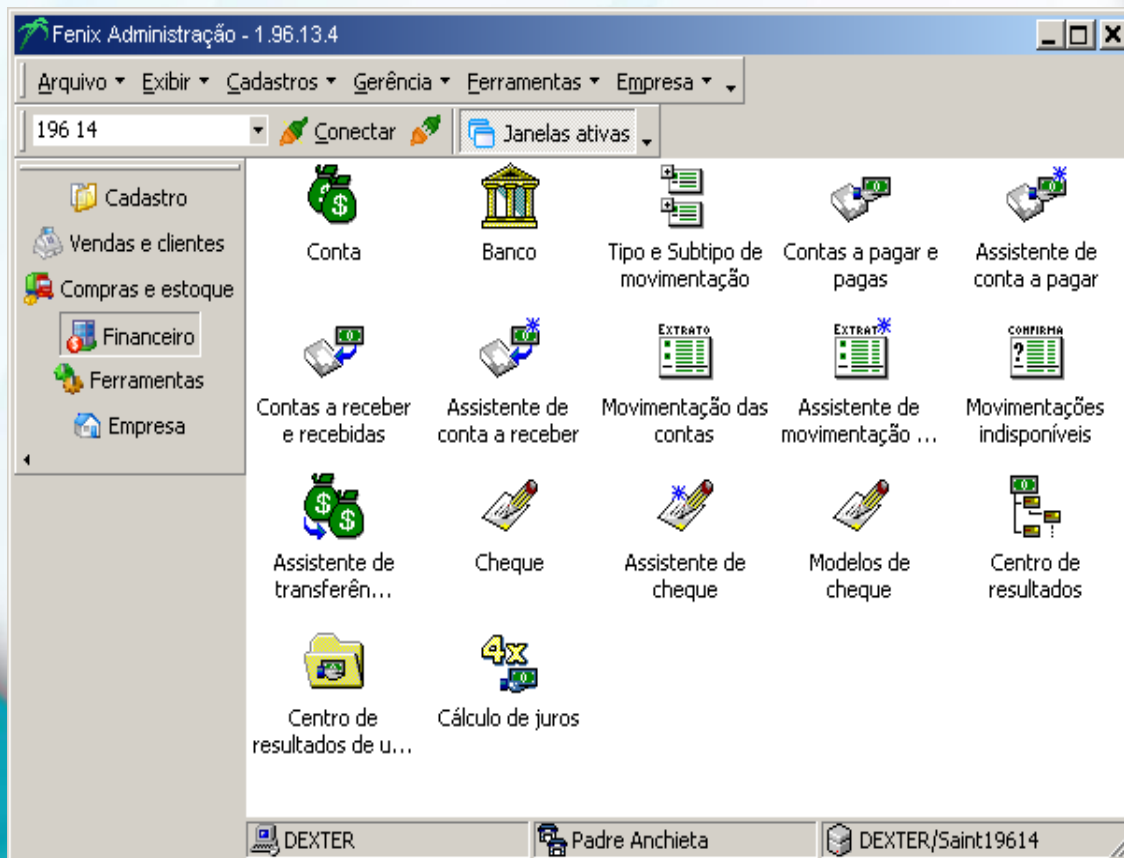 Fenix Administração - 1.96.13.4
Arquivo Exibir Cadastros Gerência Ferramentas Empresa
196 14 Conectar Janelas ativas
Cadastro
Vendas e clientes
Compras e estoque
Financeiro
Ferramentas
Empresa
Conta
Banco
Tipo e Subtipo de
movimentação
Contas a pagar e
pagas
Assistente de
conta a pagar
Contas a receber
e recebidas
Assistente de
conta a receber
EXTRATO
Movimentação das
contas
EXTRAT
Assistente de
movimentação ...
CONFIRMA
?
Movimentações
indisponíveis
Assistente de
transferên...
Cheque
Assistente de
cheque
Modelos de
cheque
Centro de
resultados
Centro de
resultados de u...
4x
Cálculo de juros
DEXTER
Padre Anchieta
DEXTER/Saint19614